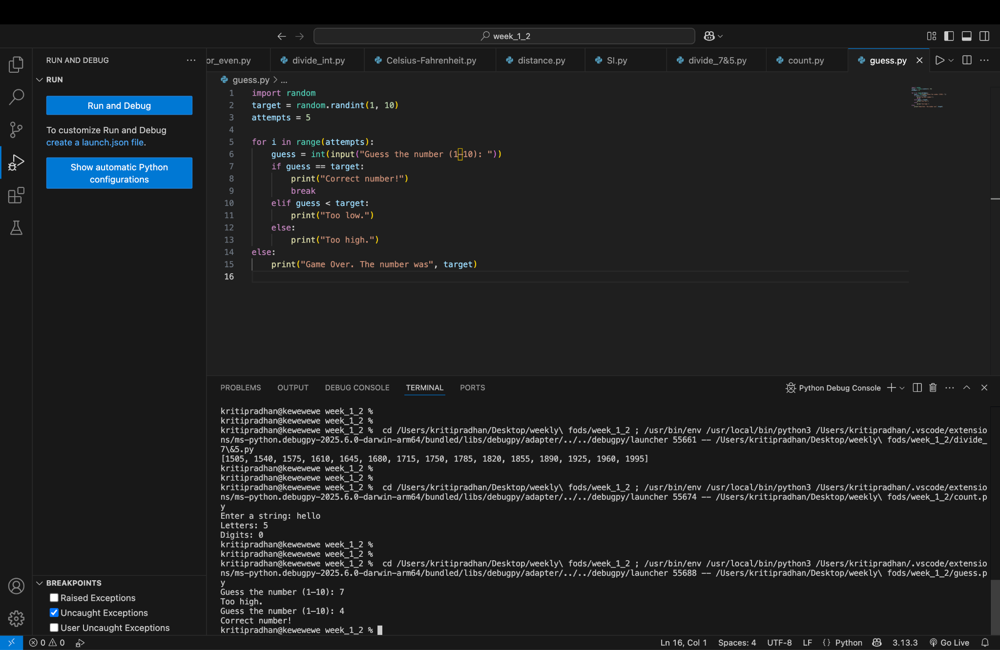 week_1_2
RUN AND DEBUG
or_even.py
divide_int.py
Celsius-Fahrenheit.py
distance.py
SI.py
divide_7&5.py
count.py
guess.py
RUN
Run and Debug
To customize Run and Debug
create a launch.json file.
Show automatic Python
configurations
guess.py > ...
1 import random
2 target = random.randint(1, 10)
3 attempts = 5
4
5 for i in range(attempts):
6 guess = int(input("Guess the number (1–10): "))
7 if guess == target:
8 print("Correct number!")
9 break
10 elif guess < target:
11 print("Too low.")
12 else:
13 print("Too high.")
14 else:
15 print("Game Over. The number was", target)
16
PROBLEMS OUTPUT DEBUG CONSOLE TERMINAL PORTS
Python Debug Console
kritipradhan@kewewewe week_1_2 %
kritipradhan@kewewewe week_1_2 %
kritipradhan@kewewewe week_1_2 % cd /Users/kritipradhan/Desktop/weekly\ fods/week_1_2 ; /usr/bin/env /usr/local/bin/python3 /Users/kritipradhan/.vscode/extensio
ns/ms-python.debugpy-2025.6.0-darwin-arm64/bundled/libs/debugpy/adapter/../../debugpy/launcher 55661 -- /Users/kritipradhan/Desktop/weekly\ fods/week_1_2/divide_
7\&5.py
[1505, 1540, 1575, 1610, 1645, 1680, 1715, 1750, 1785, 1820, 1855, 1890, 1925, 1960, 1995]
kritipradhan@kewewewe week_1_2 %
kritipradhan@kewewewe week_1_2 %
kritipradhan@kewewewe week_1_2 % cd /Users/kritipradhan/Desktop/weekly\ fods/week_1_2 ; /usr/bin/env /usr/local/bin/python3 /Users/kritipradhan/.vscode/extensio
ns/ms-python.debugpy-2025.6.0-darwin-arm64/bundled/libs/debugpy/adapter/../../debugpy/launcher 55674 -- /Users/kritipradhan/Desktop/weekly\ fods/week_1_2/count.p
y
Enter a string: hello
Letters: 5
Digits: 0
kritipradhan@kewewewe week_1_2 %
kritipradhan@kewewewe week_1_2 %
kritipradhan@kewewewe week_1_2 % cd /Users/kritipradhan/Desktop/weekly\ fods/week_1_2 ; /usr/bin/env /usr/local/bin/python3 /Users/kritipradhan/.vscode/extensio
ns/ms-python.debugpy-2025.6.0-darwin-arm64/bundled/libs/debugpy/adapter/../../debugpy/launcher 55688 -- /Users/kritipradhan/Desktop/weekly\ fods/week_1_2/guess.p
y
Guess the number (1–10): 7
Too high.
Guess the number (1–10): 4
Correct number!
kritipradhan@kewewewe week_1_2 %
BREAKPOINTS
Raised Exceptions
Uncaught Exceptions
User Uncaught Exceptions
0 0
Ln 16, Col 1 Spaces: 4 UTF-8 LF {} Python 3.13.3 Go Live